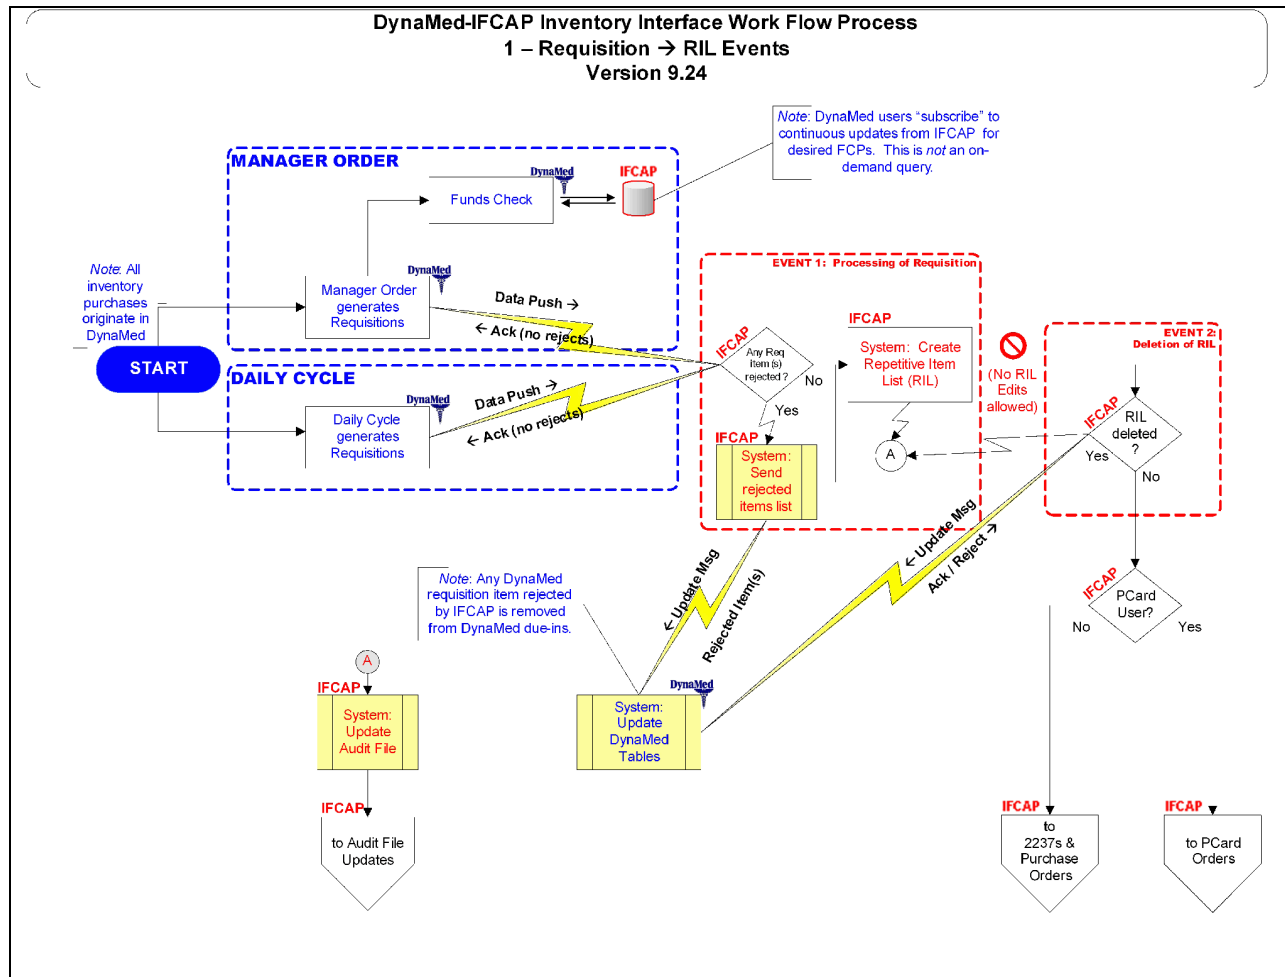 DynaMed-IFCAP Inventory Interface Work Flow Process
1 – Requisition → RIL Events
Version 9.24
Note: DynaMed users “subscribe” to
continuous updates from IFCAP for
desired FCPs. This is not an on-
demand query.
MANAGER ORDER
DynaMed
IFCAP
Funds Check
Note: All
inventory
purchases
originate in
DynaMed
START
DynaMed
Manager Order
generates
Requisitions
Data Push →
← Ack (no rejects)
DAILY CYCLE
DynaMed
Daily Cycle
generates
Requisitions
Data Push →
← Ack (no rejects)
EVENT 1: Processing of Requisition
IFCAP
Any Req
item (s)
rejected ?
No
Yes
IFCAP
System: Create
Repetitive Item
List (RIL)
A
IFCAP
System:
Send
rejected
items list
(No RIL
Edits
allowed)
EVENT 2:
Deletion of RIL
IFCAP
RIL
deleted
?
Yes
No
← Update Msg
Ack / Reject →
← Update Msg
Rejected Item(s)
Note: Any DynaMed
requisition item rejected
by IFCAP is removed
from DynaMed due-ins.
IFCAP
PCard
User?
No
Yes
A
IFCAP
System:
Update
Audit File
DynaMed
System:
Update
DynaMed
Tables
IFCAP
to Audit File
Updates
IFCAP
to
2237s &
Purchase
Orders
IFCAP
to PCard
Orders